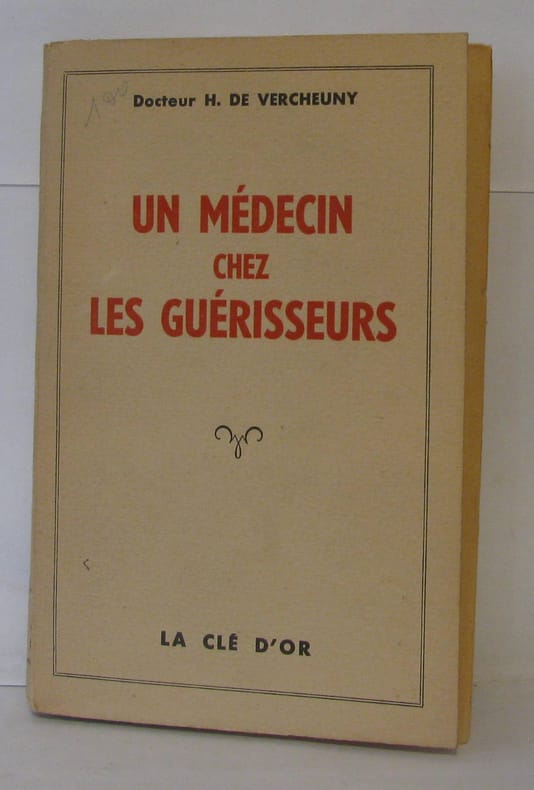 Docteur H. DE VERCHEUNY
UN MÉDECIN
CHEZ
LES GUÉRISSEURS
LA CLÉ D'OR